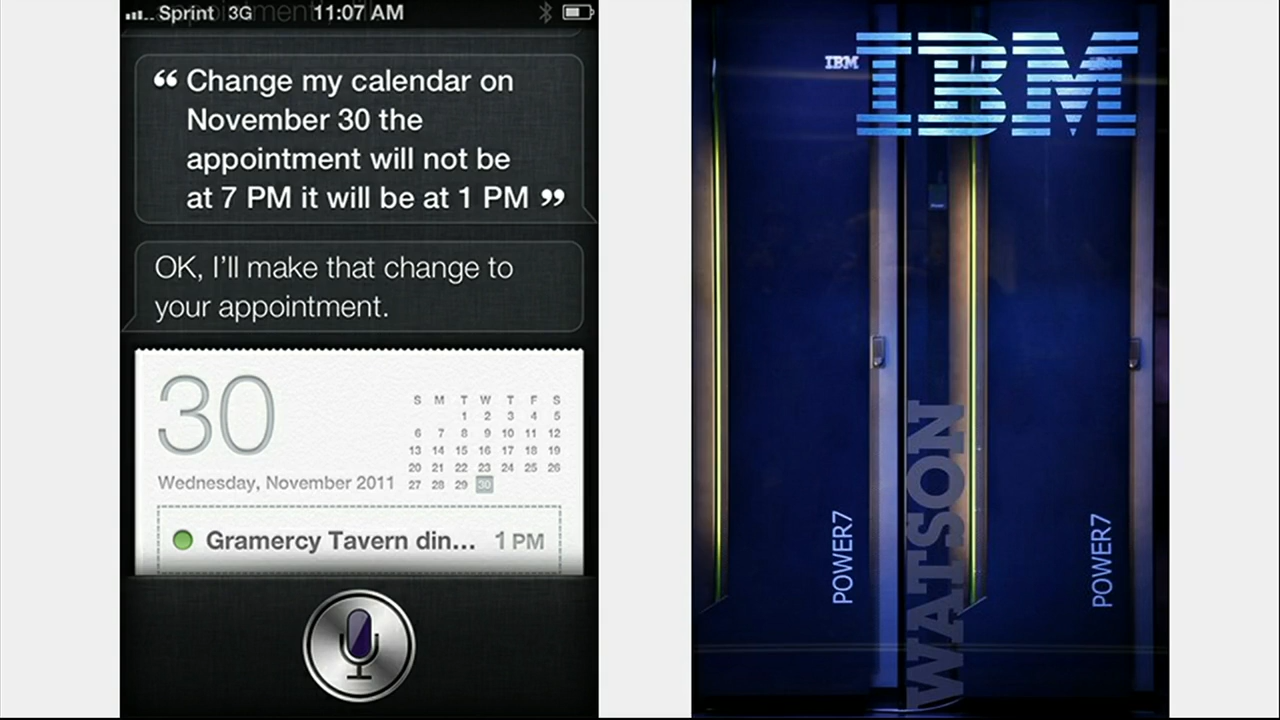 Sprint 3G 11:07 AM
“ Change my calendar on
November 30 the
appointment will not be
at 7 PM it will be at 1 PM ”
OK, I’ll make that change to
your appointment.
30
S M T W T F S
1 2 3 4 5
6 7 8 9 10 11 12
13 14 15 16 17 18 19
20 21 22 23 24 25 26
27 28 29 30
Wednesday, November 2011
Gramercy Tavern din... 1 PM
IBM
IBM
POWER7
WATSON
POWER7